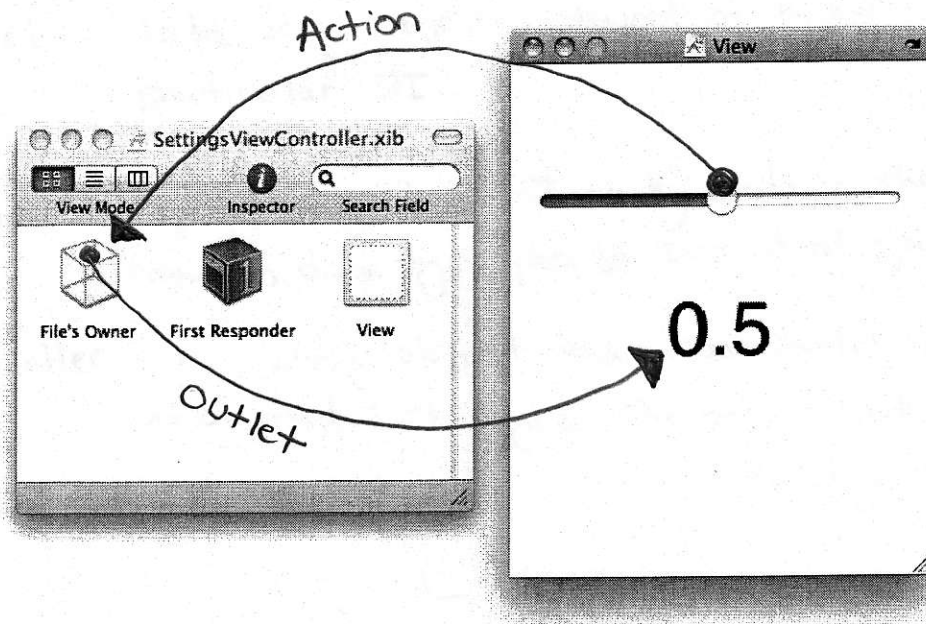 Action
View
SettingsViewController.xib
View Mode
Inspector
Search Field
File's Owner
First Responder
View
0.5
Outlet